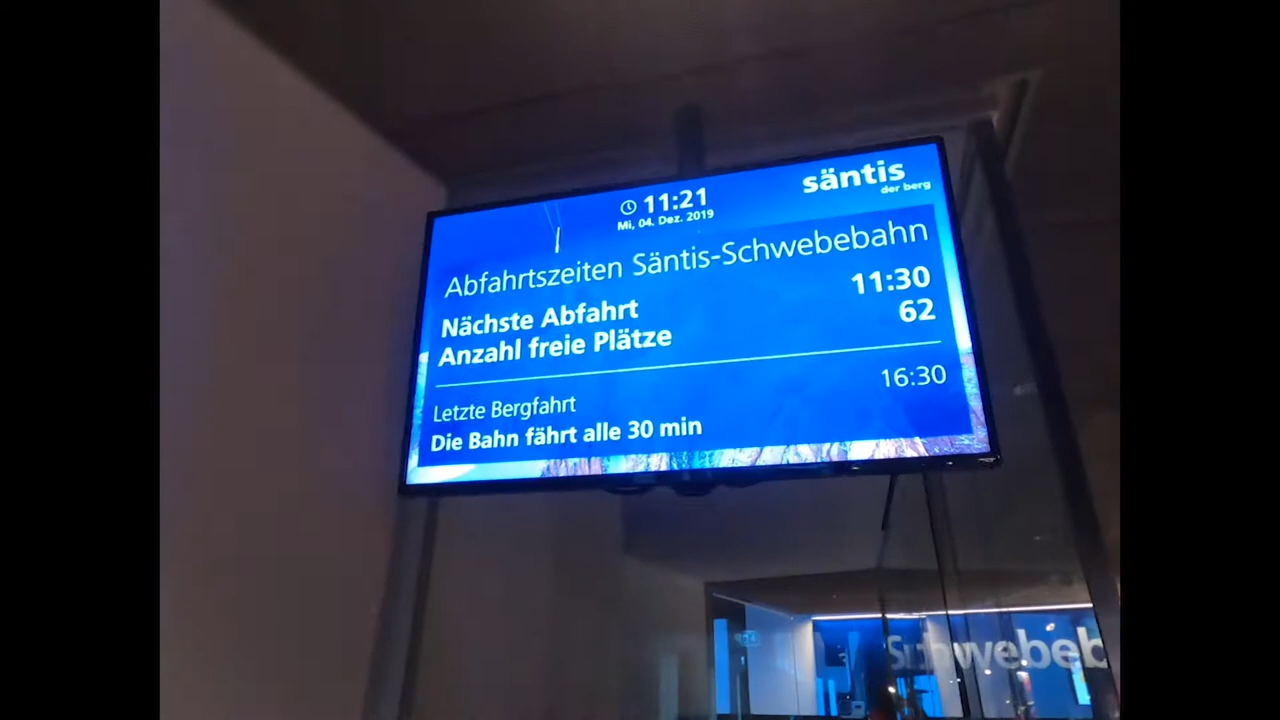 säntis
der berg
11:21
Mi, 04. Dez. 2019
Abfahrtszeiten Säntis-Schwebebahn
Nächste Abfahrt 11:30
Anzahl freie Plätze 62
Letzte Bergfahrt 16:30
Die Bahn fährt alle 30 min
Schwebeb